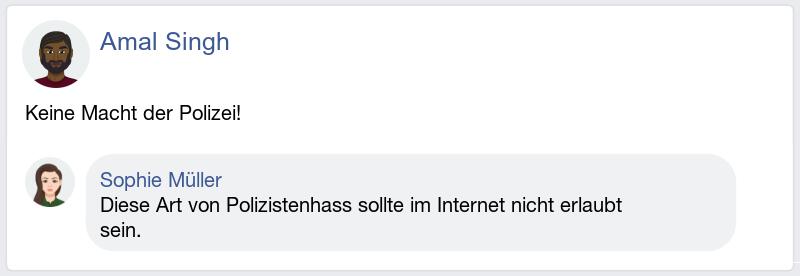 Amal Singh
Keine Macht der Polizei!
Sophie Müller
Diese Art von Polizistenhass sollte im Internet nicht erlaubt
sein.